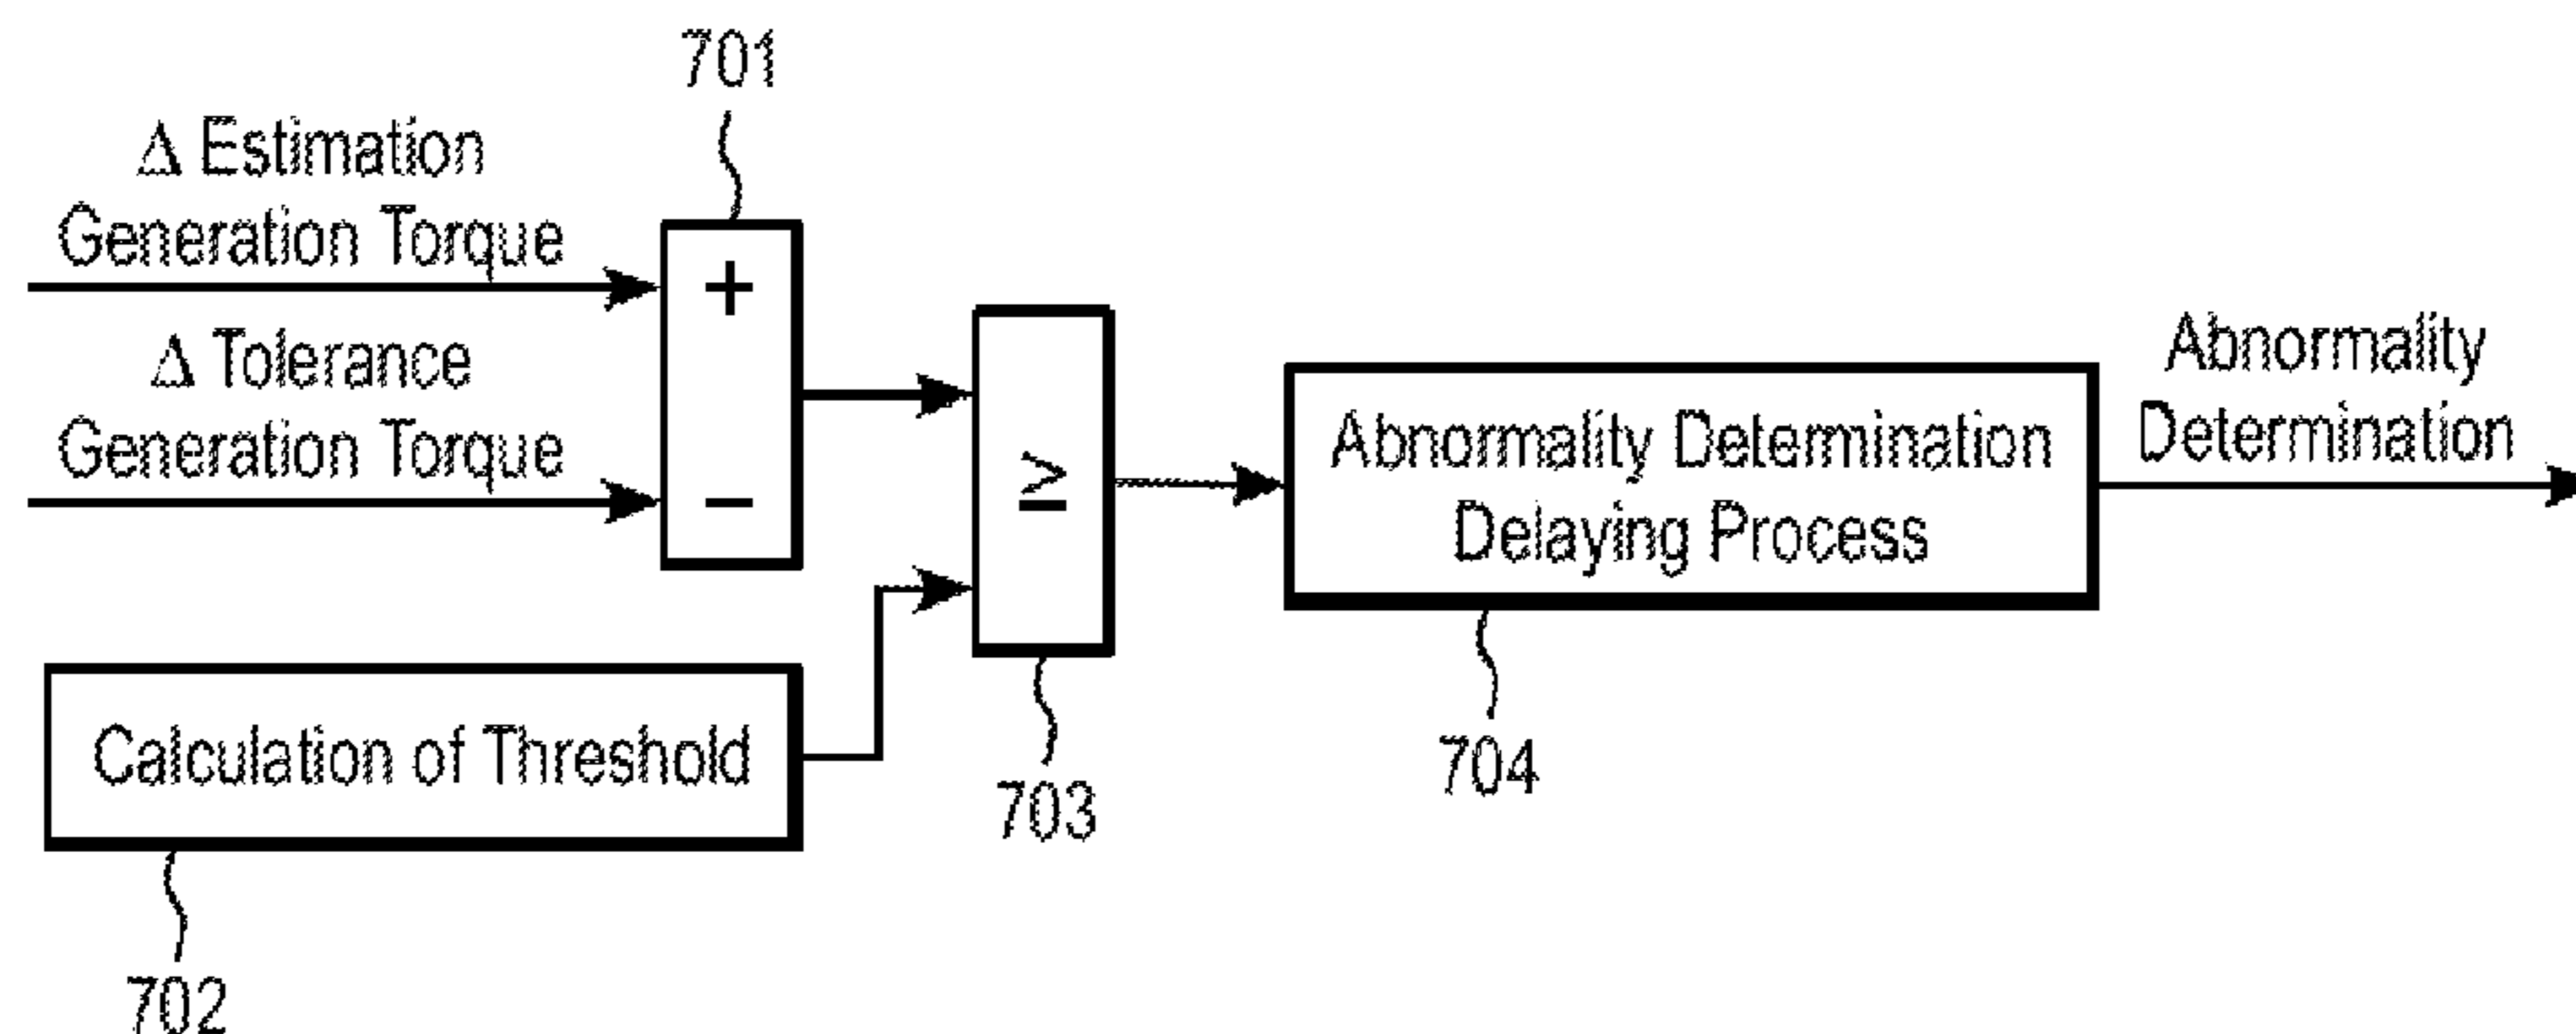 701
Δ Estimation
Generation Torque
+
Δ Tolerance
Generation Torque
−
≥
Abnormality Determination
Delaying Process
Abnormality
Determination
Calculation of Threshold
703
704
702